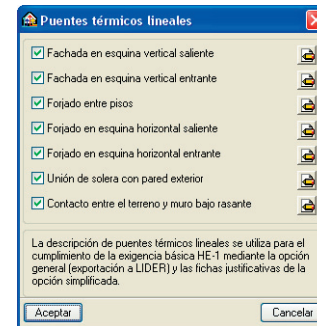 Puentes térmicos lineales
Fachada en esquina vertical saliente
Fachada en esquina vertical entrante
Forjado entre pisos
Forjado en esquina horizontal saliente
Forjado en esquina horizontal entrante
Unión de solera con pared exterior
Contacto entre el terreno y muro bajo rasante
La descripción de puentes térmicos lineales se utiliza para el
cumplimiento de la exigencia básica HE-1 mediante la opción
general (exportación a LIDER) y las fichas justificativas de la
opción simplificada.
Aceptar
Cancelar